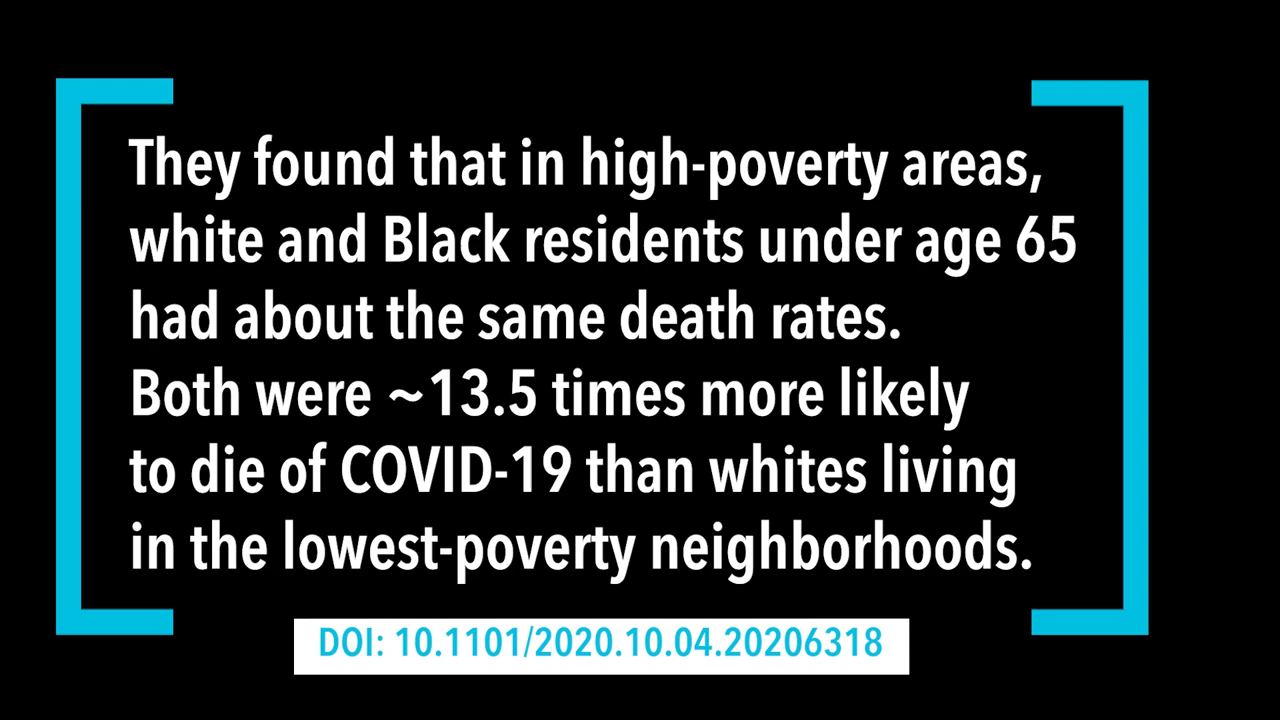 They found that in high-poverty areas,
white and Black residents under age 65
had about the same death rates.
Both were ~13.5 times more likely
to die of COVID-19 than whites living
in the lowest-poverty neighborhoods.
DOI: 10.1101/2020.10.04.20206318